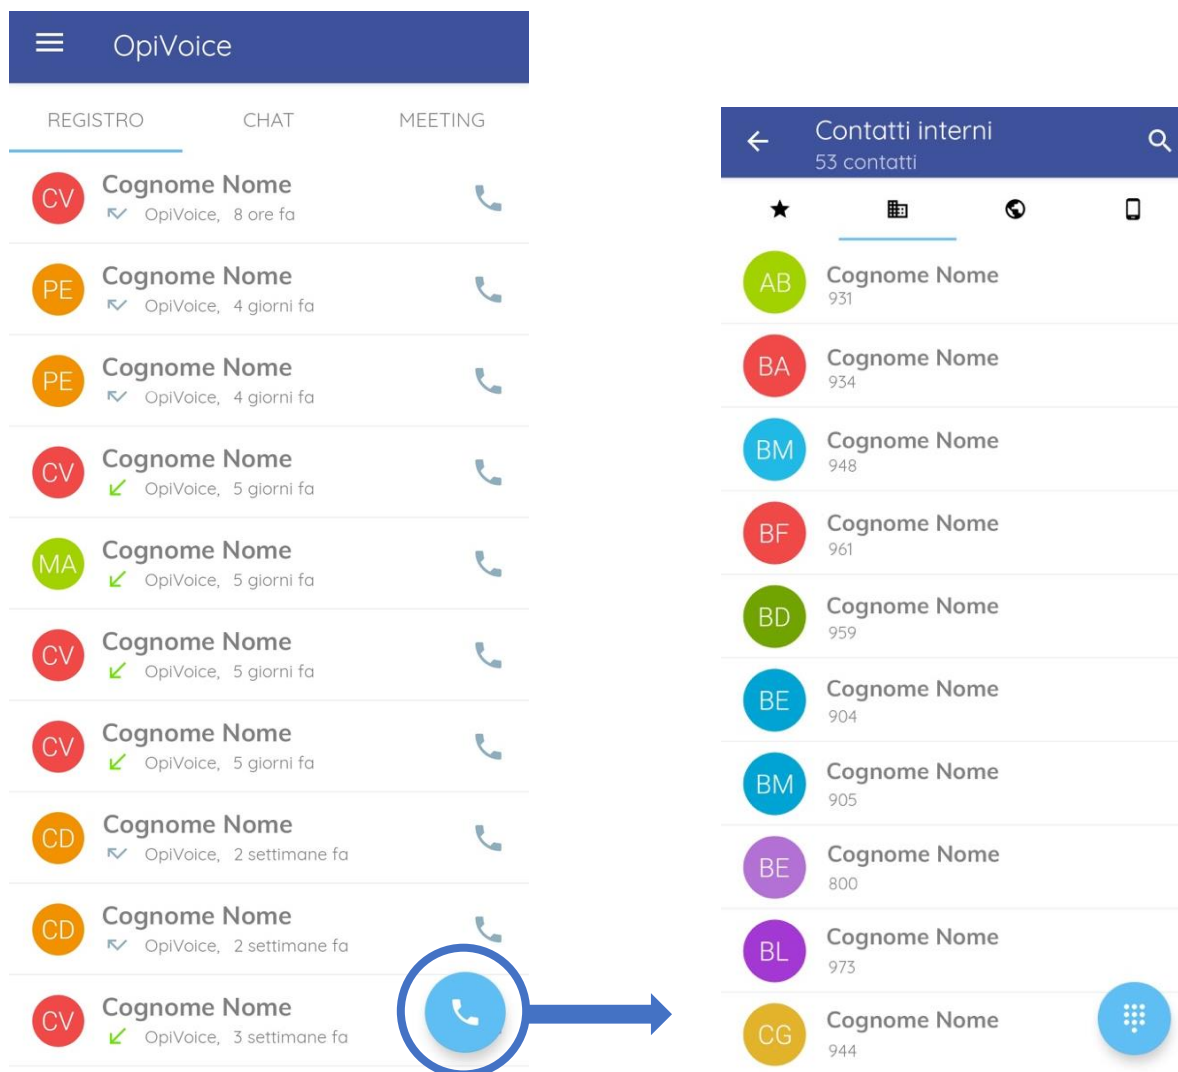 OpiVoice
REGISTRO CHAT MEETING
CV Cognome Nome
OpiVoice, 8 ore fa
PE Cognome Nome
OpiVoice, 4 giorni fa
PE Cognome Nome
OpiVoice, 4 giorni fa
CV Cognome Nome
OpiVoice, 5 giorni fa
MA Cognome Nome
OpiVoice, 5 giorni fa
CV Cognome Nome
OpiVoice, 5 giorni fa
CV Cognome Nome
OpiVoice, 5 giorni fa
CD Cognome Nome
OpiVoice, 2 settimane fa
CD Cognome Nome
OpiVoice, 2 settimane fa
CV Cognome Nome
OpiVoice, 3 settimane fa
Contatti interni
53 contatti
AB Cognome Nome
931
BA Cognome Nome
934
BM Cognome Nome
948
BF Cognome Nome
961
BD Cognome Nome
959
BE Cognome Nome
904
BM Cognome Nome
905
BE Cognome Nome
800
BL Cognome Nome
973
CG Cognome Nome
944